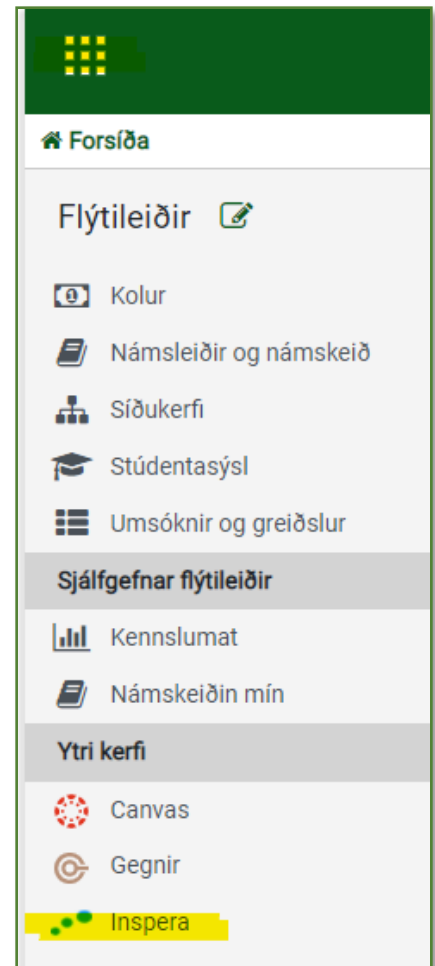 Forsíða
Flýtileiðir
Kolur
Námsleiðir og námskeið
Síðukerfi
Stúdentasýsl
Umsóknir og greiðslur
Sjálfgefnar flýtileiðir
Kennslumat
Námskeiðin mín
Ytri kerfi
Canvas
Gegnir
Inspera